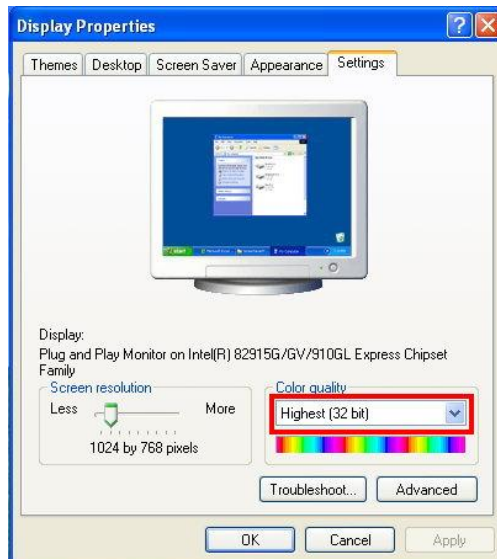 Display Properties
Themes Desktop Screen Saver Appearance Settings
Display:
Plug and Play Monitor on Intel(R) 82915G/GV/910GL Express Chipset
Family
Screen resolution
Less More
1024 by 768 pixels
Color quality
Highest (32 bit)
Troubleshoot... Advanced
OK Cancel Apply